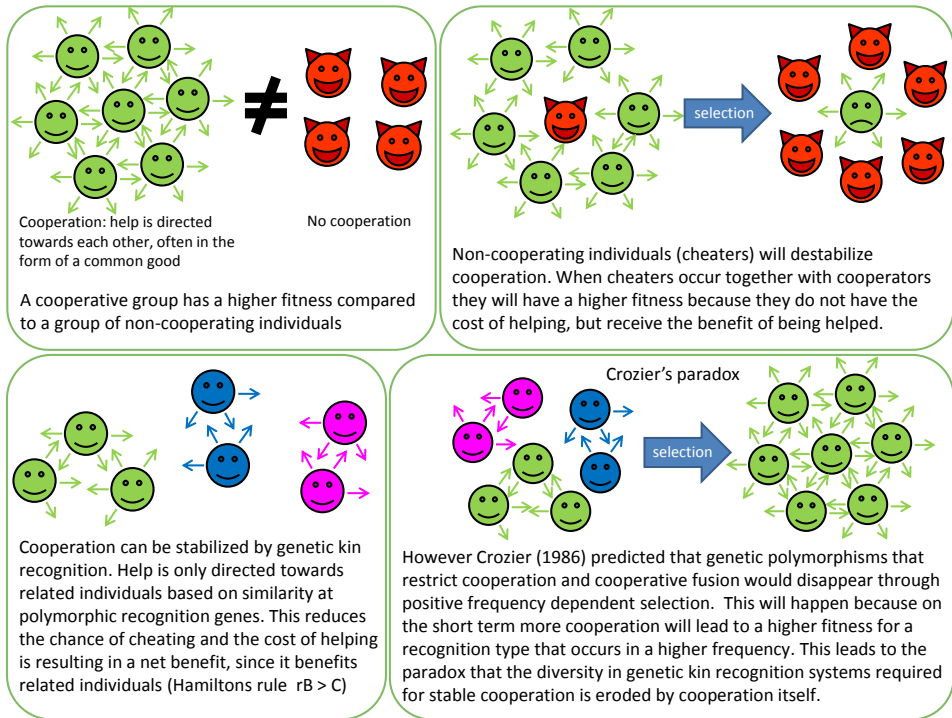 Cooperation: help is directed
towards each other, often in the
form of a common good
No cooperation
A cooperative group has a higher fitness compared
to a group of non-cooperating individuals
selection
Non-cooperating individuals (cheaters) will destabilize
cooperation. When cheaters occur together with cooperators
they will have a higher fitness because they do not have the
cost of helping, but receive the benefit of being helped.
Cooperation can be stabilized by genetic kin
recognition. Help is only directed towards
related individuals based on similarity at
polymorphic recognition genes. This reduces
the chance of cheating and the cost of helping
is resulting in a net benefit, since it benefits
related individuals (Hamiltons rule rB > C)
Crozier's paradox
selection
However Crozier (1986) predicted that genetic polymorphisms that
restrict cooperation and cooperative fusion would disappear through
positive frequency dependent selection. This will happen because on
the short term more cooperation will lead to a higher fitness for a
recognition type that occurs in a higher frequency. This leads to the
paradox that the diversity in genetic kin recognition systems required
for stable cooperation is eroded by cooperation itself.